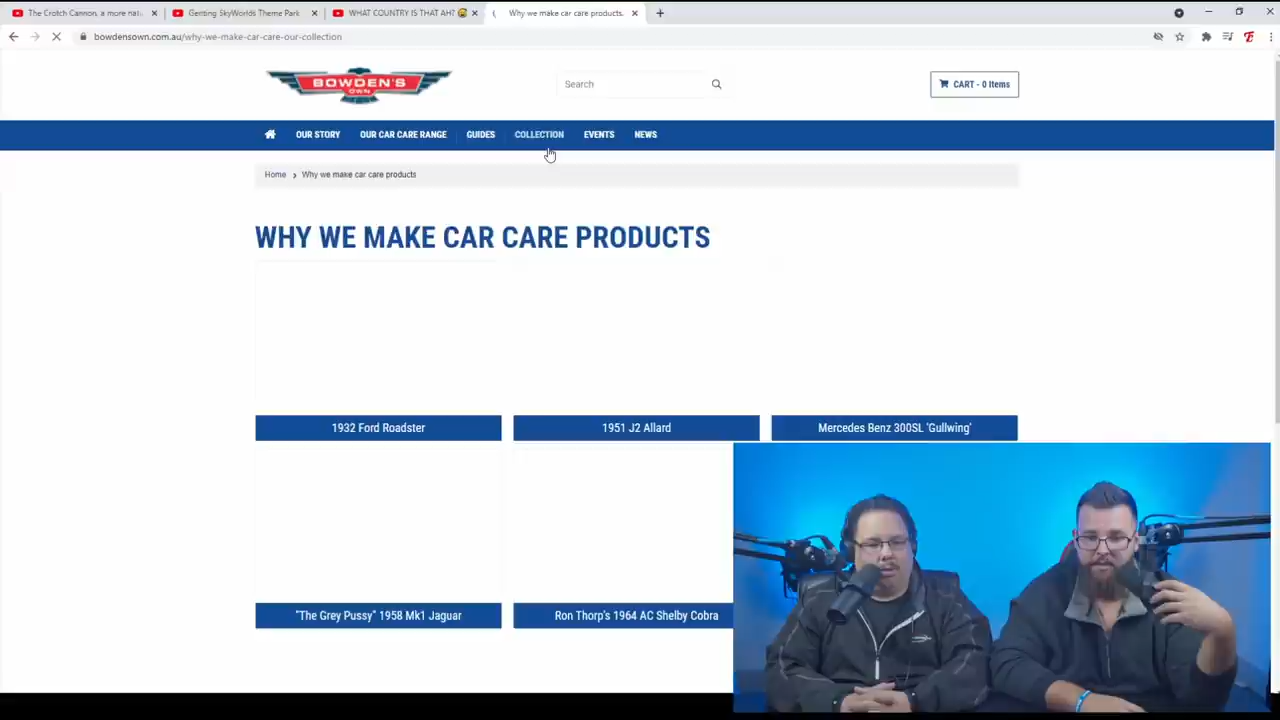 The Crotch Cannon, a more nat
Genting SkyWorlds Theme Park
WHAT COUNTRY IS THAT AH?
Why we make car care products.
bowdensown.com.au/why-we-make-car-care-our-collection
BOWDEN'S
OWN
Search
CART - 0 Items
OUR STORY
OUR CAR CARE RANGE
GUIDES
COLLECTION
EVENTS
NEWS
Home > Why we make car care products
WHY WE MAKE CAR CARE PRODUCTS
1932 Ford Roadster
1951 J2 Allard
Mercedes Benz 300SL 'Gullwing'
"The Grey Pussy" 1958 Mk1 Jaguar
Ron Thorp's 1964 AC Shelby Cobra